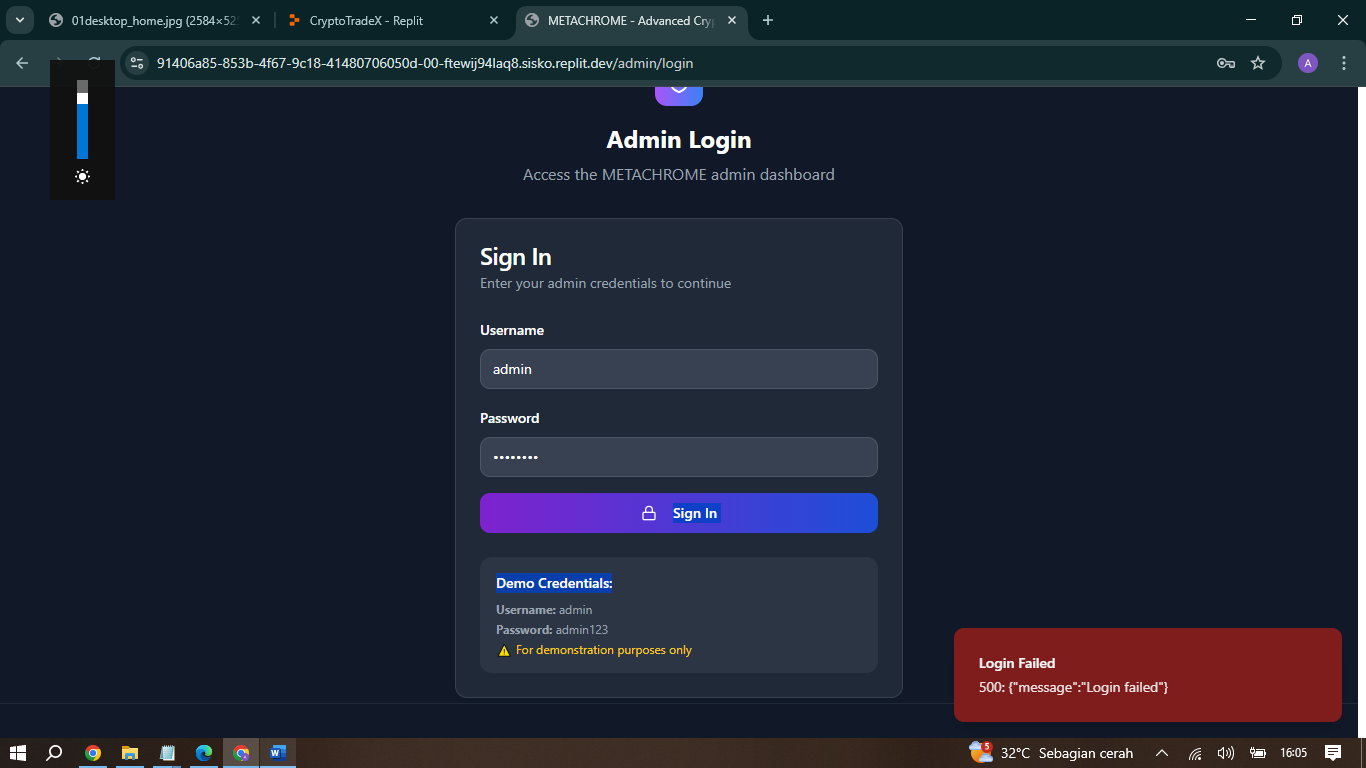 01desktop_home.jpg (2584×52
CryptoTradeX - Replit
METACHROME - Advanced Cry
91406a85-853b-4f67-9c18-41480706050d-00-ftewij94laq8.sisko.replit.dev/admin/login
A
Admin Login
Access the METACHROME admin dashboard
Sign In
Enter your admin credentials to continue
Username
admin
Password
••••••••
Sign In
Demo Credentials:
Username: admin
Password: admin123
⚠ For demonstration purposes only
Login Failed
500: {"message":"Login failed"}
5
32°C Sebagian cerah
16:05